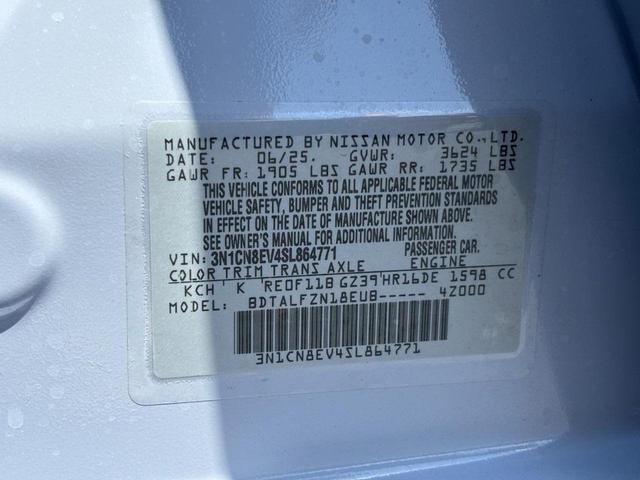 MANUFACTURED BY NISSAN MOTOR CO.,LTD.
DATE: 06/25. GVWR: 3624 LBS
GAWR FR: 1905 LBS GAWR RR: 1735 LBS
THIS VEHICLE CONFORMS TO ALL APPLICABLE FEDERAL MOTOR
VEHICLE SAFETY, BUMPER AND THEFT PREVENTION STANDARDS
IN EFFECT ON THE DATE OF MANUFACTURE SHOWN ABOVE.
SEE OWNER'S MANUAL FOR ADDITIONAL INFORMATION.
VIN: 3N1CN8EV4SL864771 PASSENGER CAR.
COLOR TRIM TRANS AXLE ENGINE
KCH' K 'RE0F11B GZ39'HR16DE 1598 CC
MODEL: BDTALFZN18EUB----- 4Z000
3N1CN8EV4SL864771